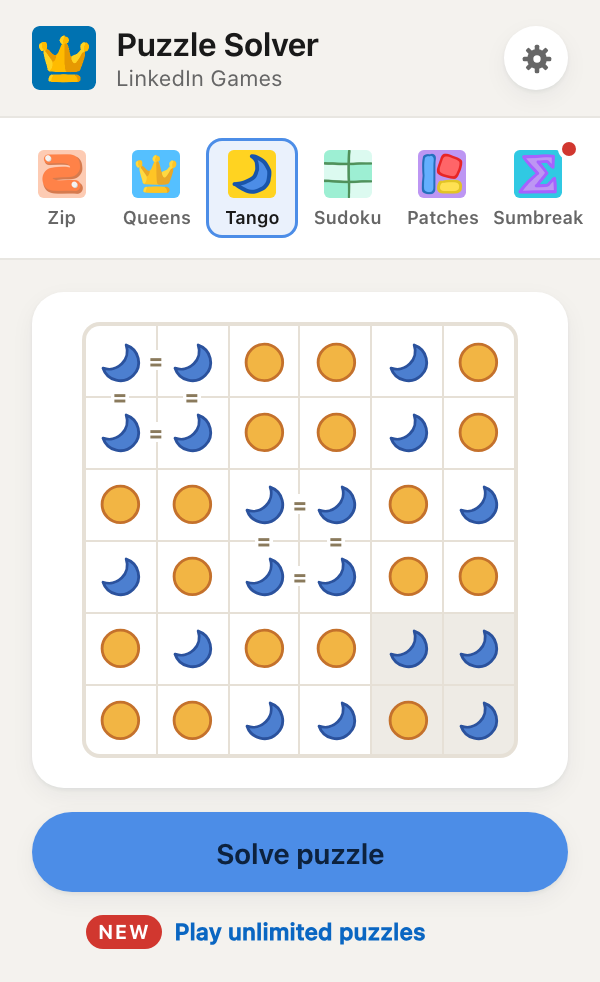 Puzzle Solver
LinkedIn Games
Zip
Queens
Tango
Sudoku
Patches
Sumbreak
=
= =
=
=
= =
=
Solve puzzle
NEW Play unlimited puzzles